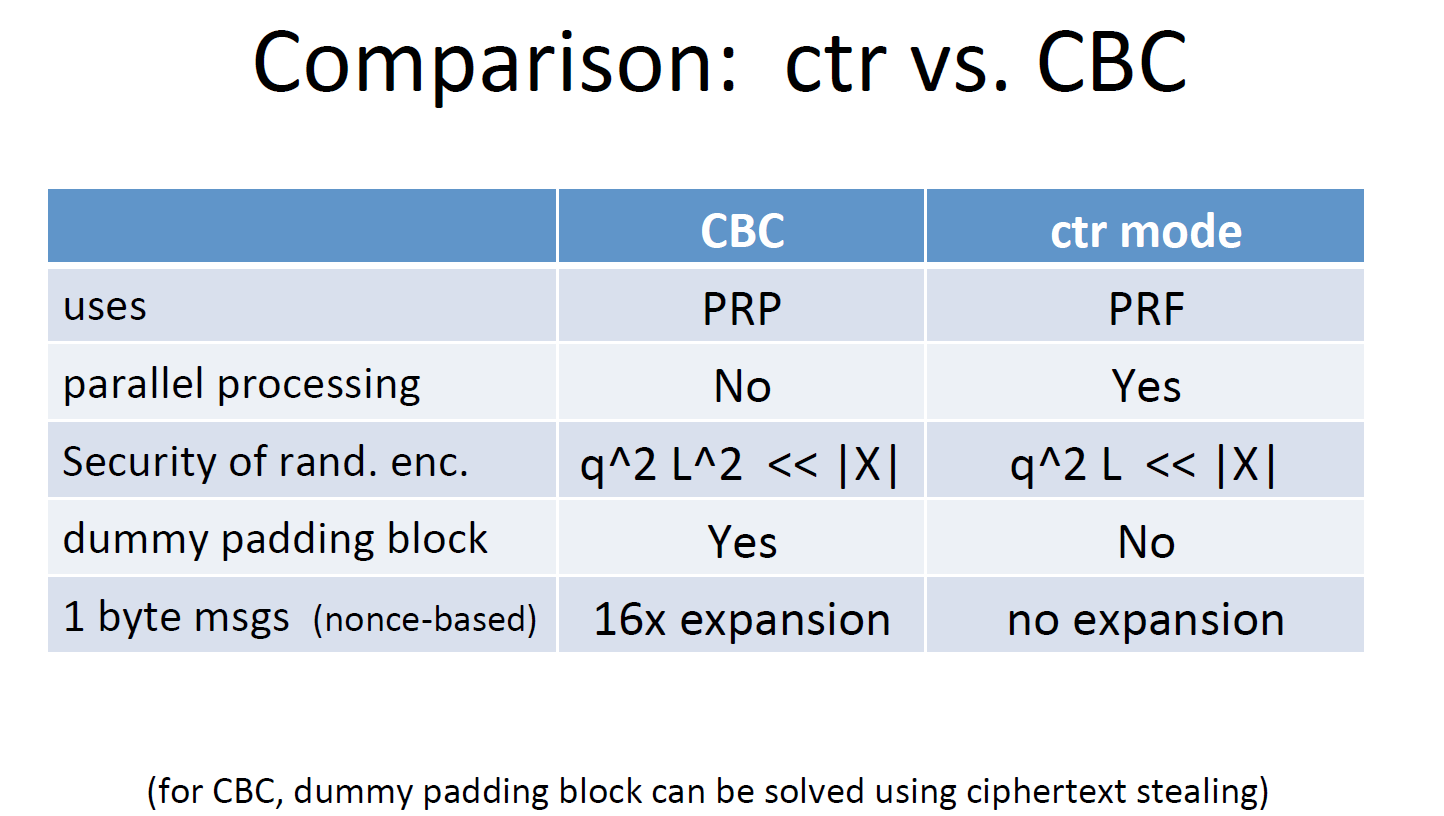 Comparison: ctr vs. CBC
CBC ctr mode
uses PRP PRF
parallel processing No Yes
Security of rand. enc. q^2 L^2 << |X| q^2 L << |X|
dummy padding block Yes No
1 byte msgs (nonce-based) 16x expansion no expansion
(for CBC, dummy padding block can be solved using ciphertext stealing)